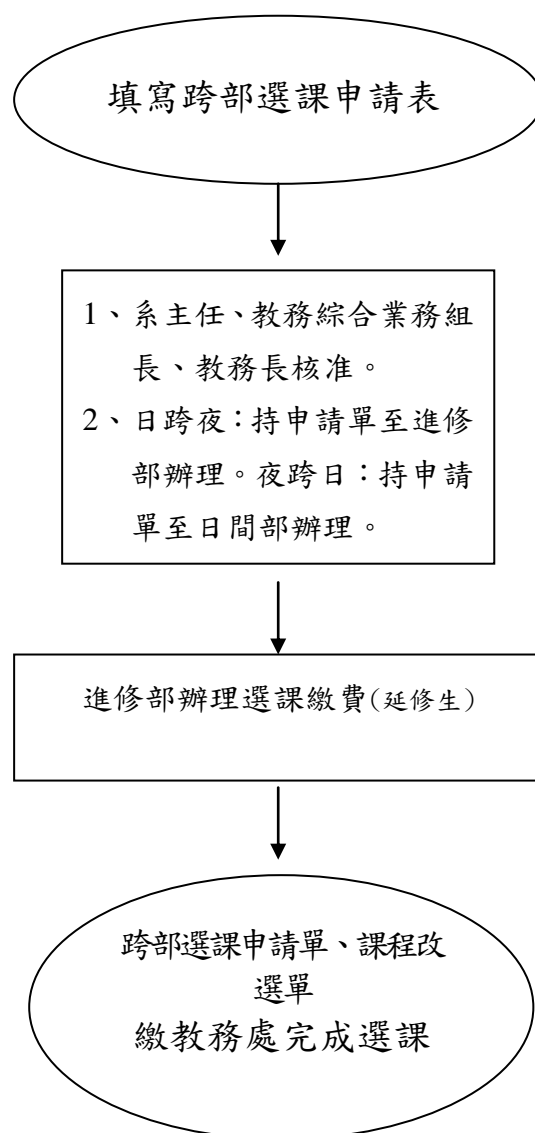 填寫跨部選課申請表
1、系主任、教務綜合業務組
長、教務長核准。
2、日跨夜：持申請單至進修
部辦理。夜跨日：持申請
單至日間部辦理。
進修部辦理選課繳費(延修生)
跨部選課申請單、課程改
選單
繳教務處完成選課